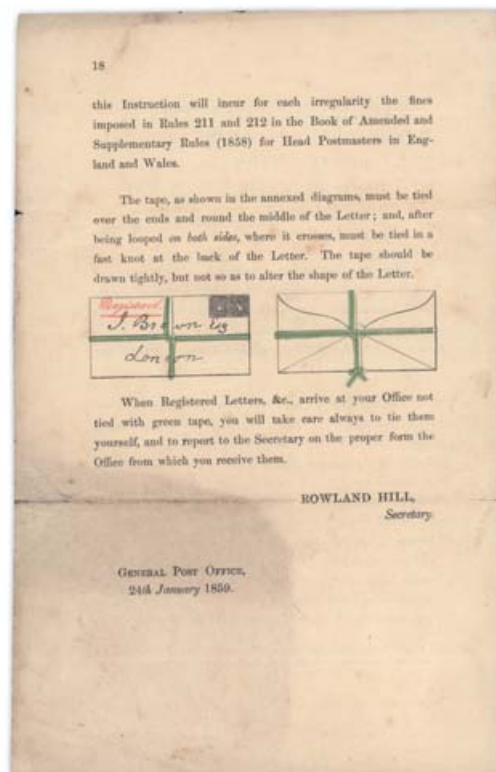 18
this Instruction will incur for each irregularity the fines
imposed in Rules 211 and 212 in the Book of Amended and
Supplementary Rules (1858) for Head Postmasters in Eng-
land and Wales.
The tape, as shown in the annexed diagrams, must be tied
over the ends and round the middle of the Letter; and, after
being looped on both sides, where it crosses, must be tied in a
fast knot at the back of the Letter. The tape should be
drawn tightly, but not so as to alter the shape of the Letter.
Registered
J. Brown Esq
London
When Registered Letters, &c., arrive at your Office not
tied with green tape, you will take care always to tie them
yourself, and to report to the Secretary on the proper form the
Office from which you receive them.
ROWLAND HILL,
Secretary.
GENERAL POST OFFICE,
24th January 1859.